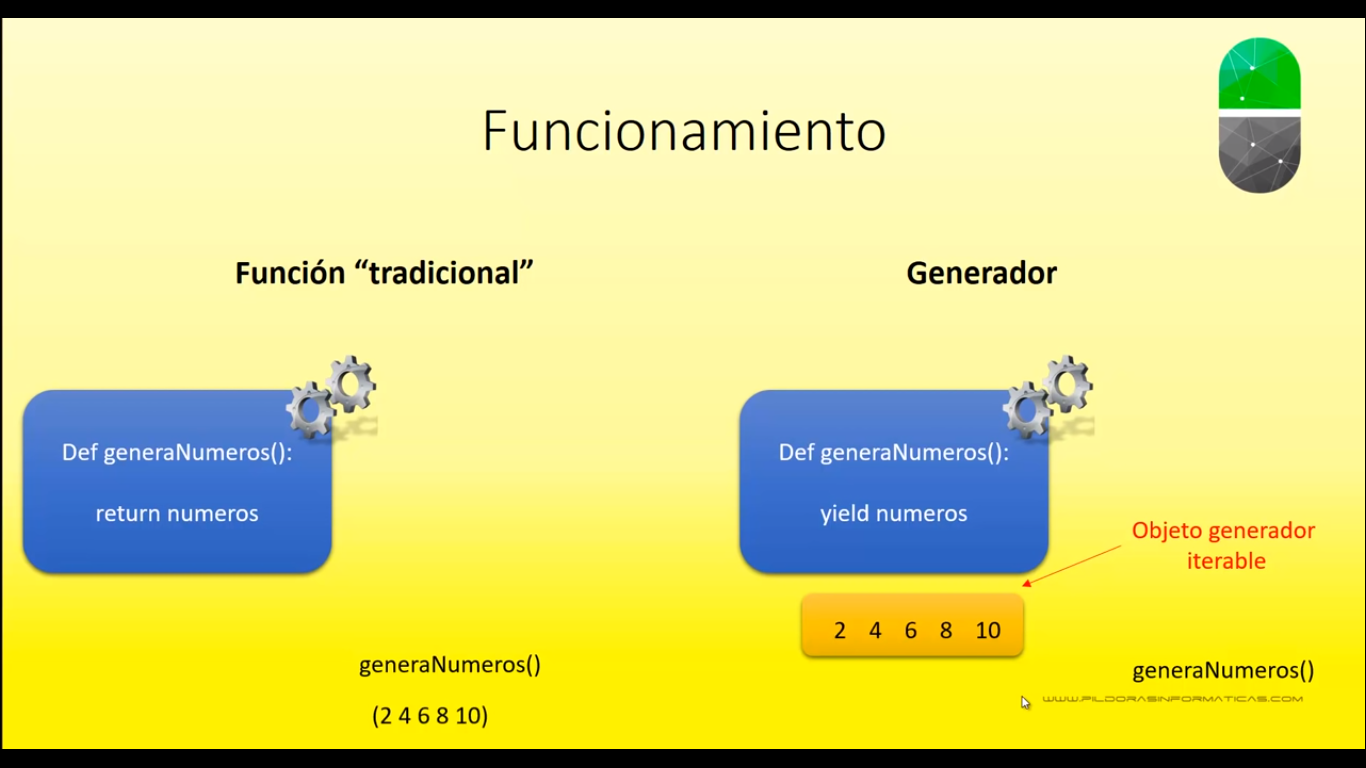 Funcionamiento
Función “tradicional”
Generador
Def generaNumeros():
return numeros
Def generaNumeros():
yield numeros
Objeto generador
iterable
2 4 6 8 10
generaNumeros()
(2 4 6 8 10)
generaNumeros()
WWW.PILDORASINFORMATICAS.COM